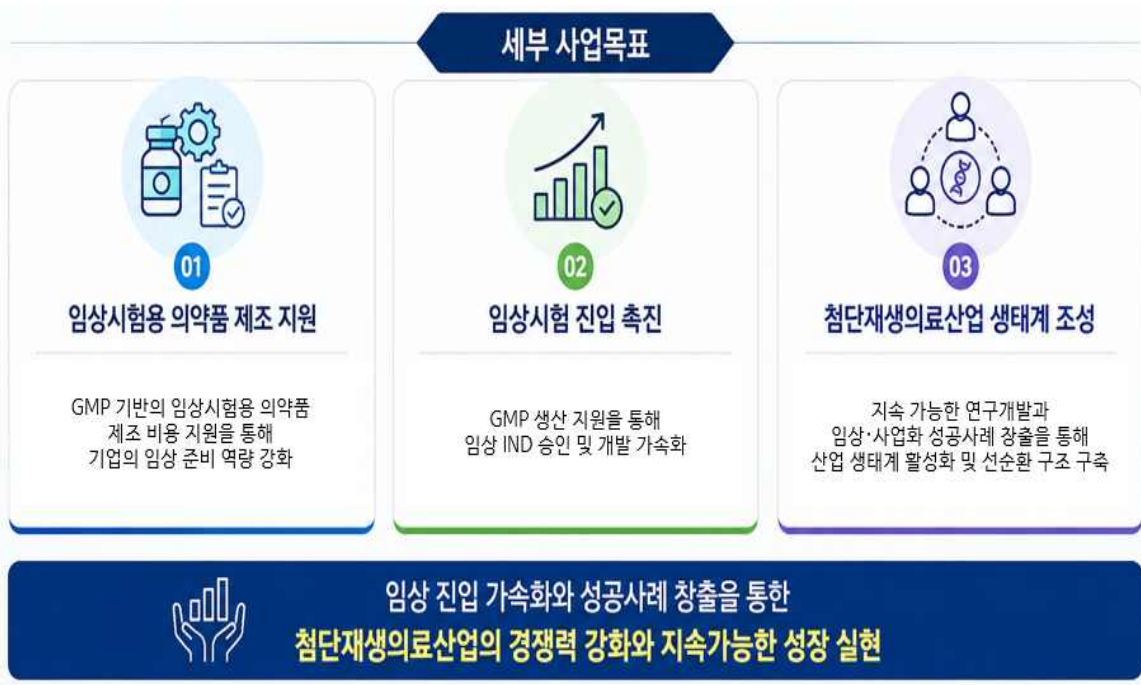 세부 사업목표
01
임상시험용 의약품 제조 지원
GMP 기반의 임상시험용 의약품
제조 비용 지원을 통해
기업의 임상 준비 역량 강화
02
임상시험 진입 촉진
GMP 생산 지원을 통해
임상 IND 승인 및 개발 가속화
03
첨단재생의료산업 생태계 조성
지속 가능한 연구개발과
임상·사업화 성공사례 창출을 통해
산업 생태계 활성화 및 선순환 구조 구축
임상 진입 가속화와 성공사례 창출을 통한
첨단재생의료산업의 경쟁력 강화와 지속가능한 성장 실현